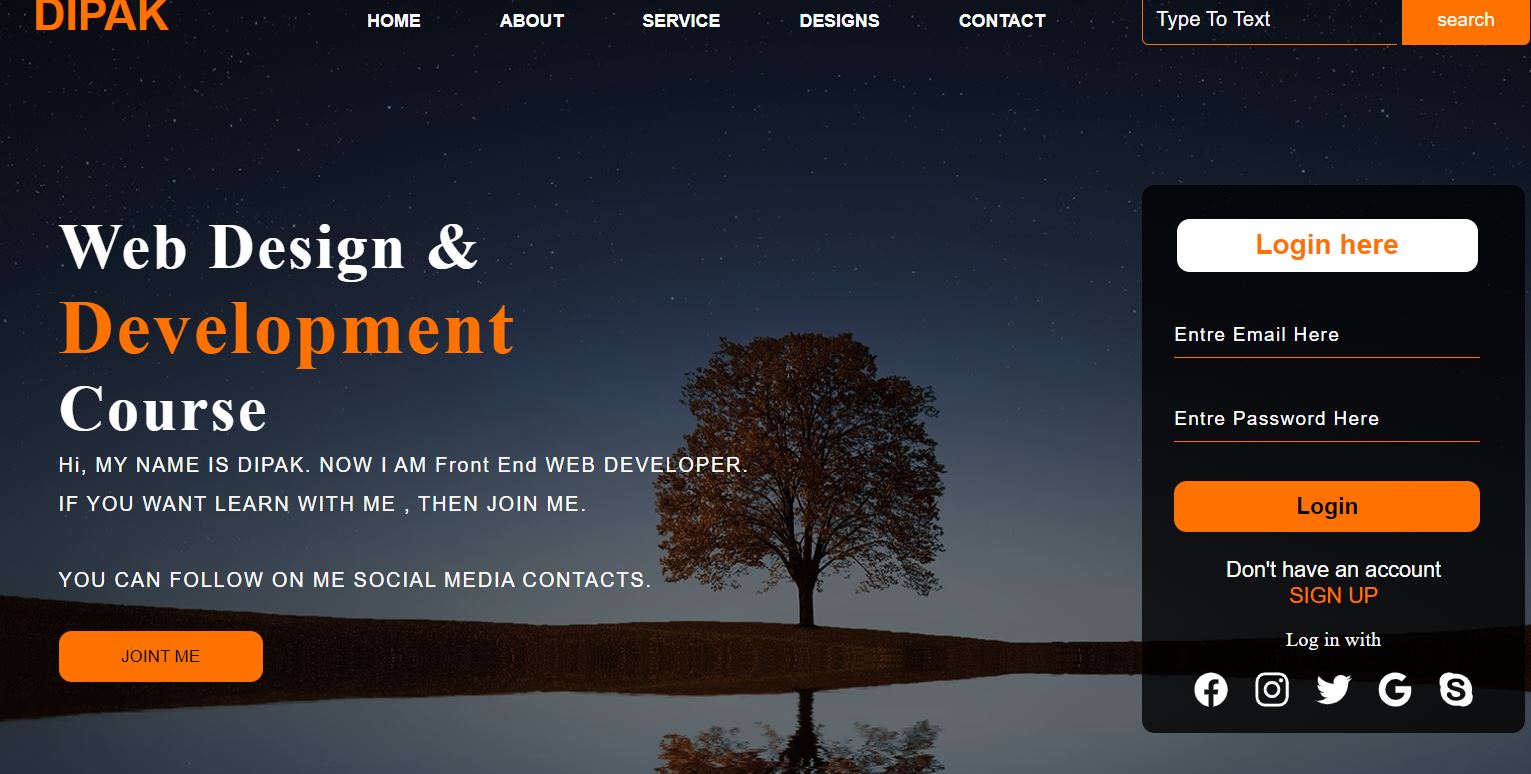 DIPAK
HOME
ABOUT
SERVICE
DESIGNS
CONTACT
Type To Text
search
Web Design &
Development
Course
Hi, MY NAME IS DIPAK. NOW I AM Front End WEB DEVELOPER.
IF YOU WANT LEARN WITH ME , THEN JOIN ME.
YOU CAN FOLLOW ON ME SOCIAL MEDIA CONTACTS.
JOINT ME
Login here
Entre Email Here
Entre Password Here
Login
Don't have an account
SIGN UP
Log in with